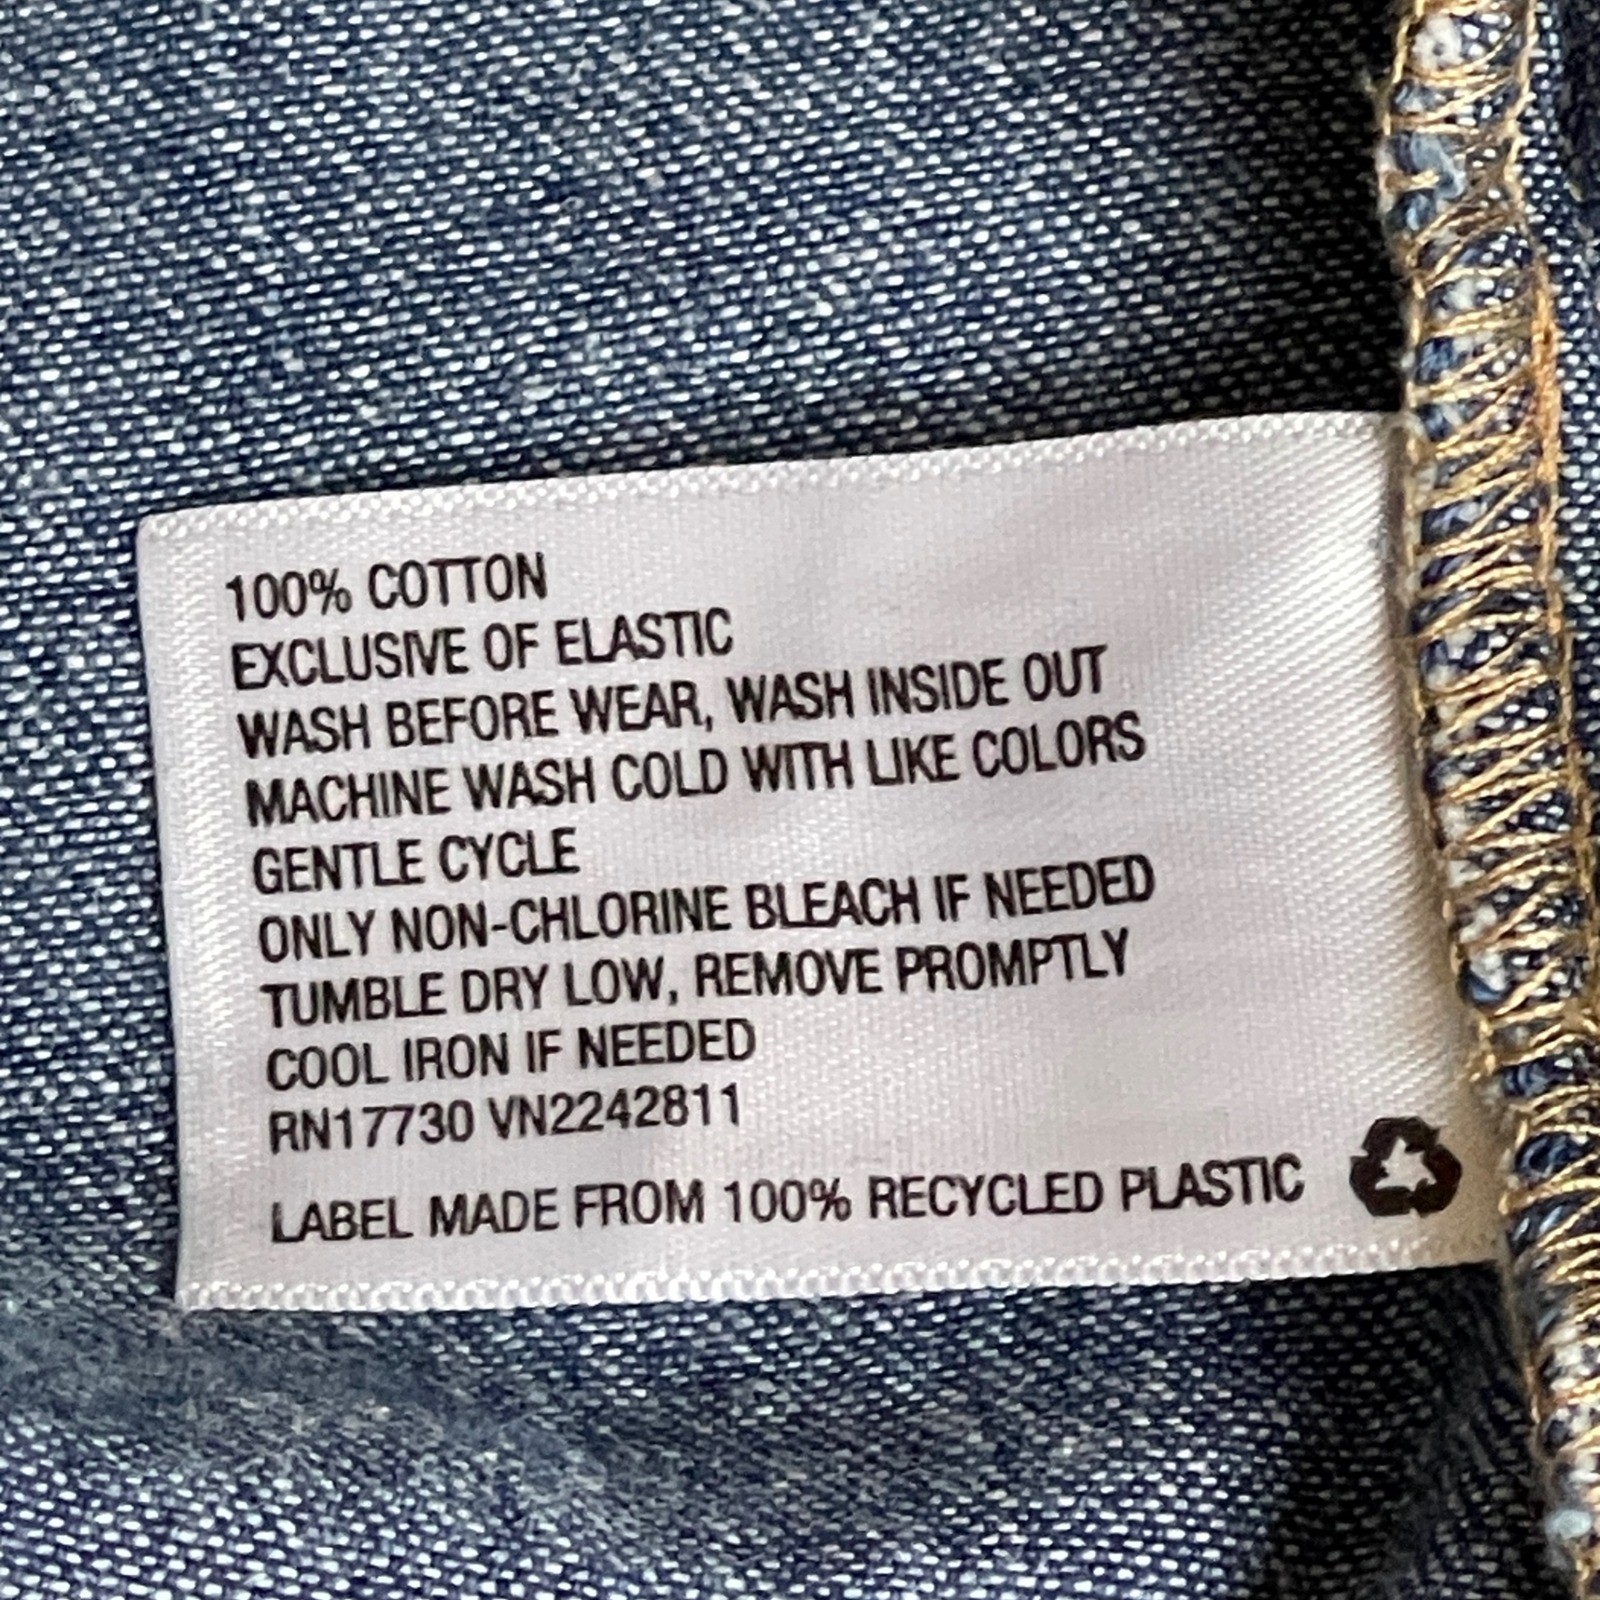 100% COTTON
EXCLUSIVE OF ELASTIC
WASH BEFORE WEAR, WASH INSIDE OUT
MACHINE WASH COLD WITH LIKE COLORS
GENTLE CYCLE
ONLY NON-CHLORINE BLEACH IF NEEDED
TUMBLE DRY LOW, REMOVE PROMPTLY
COOL IRON IF NEEDED
RN17730 VN2242811
LABEL MADE FROM 100% RECYCLED PLASTIC